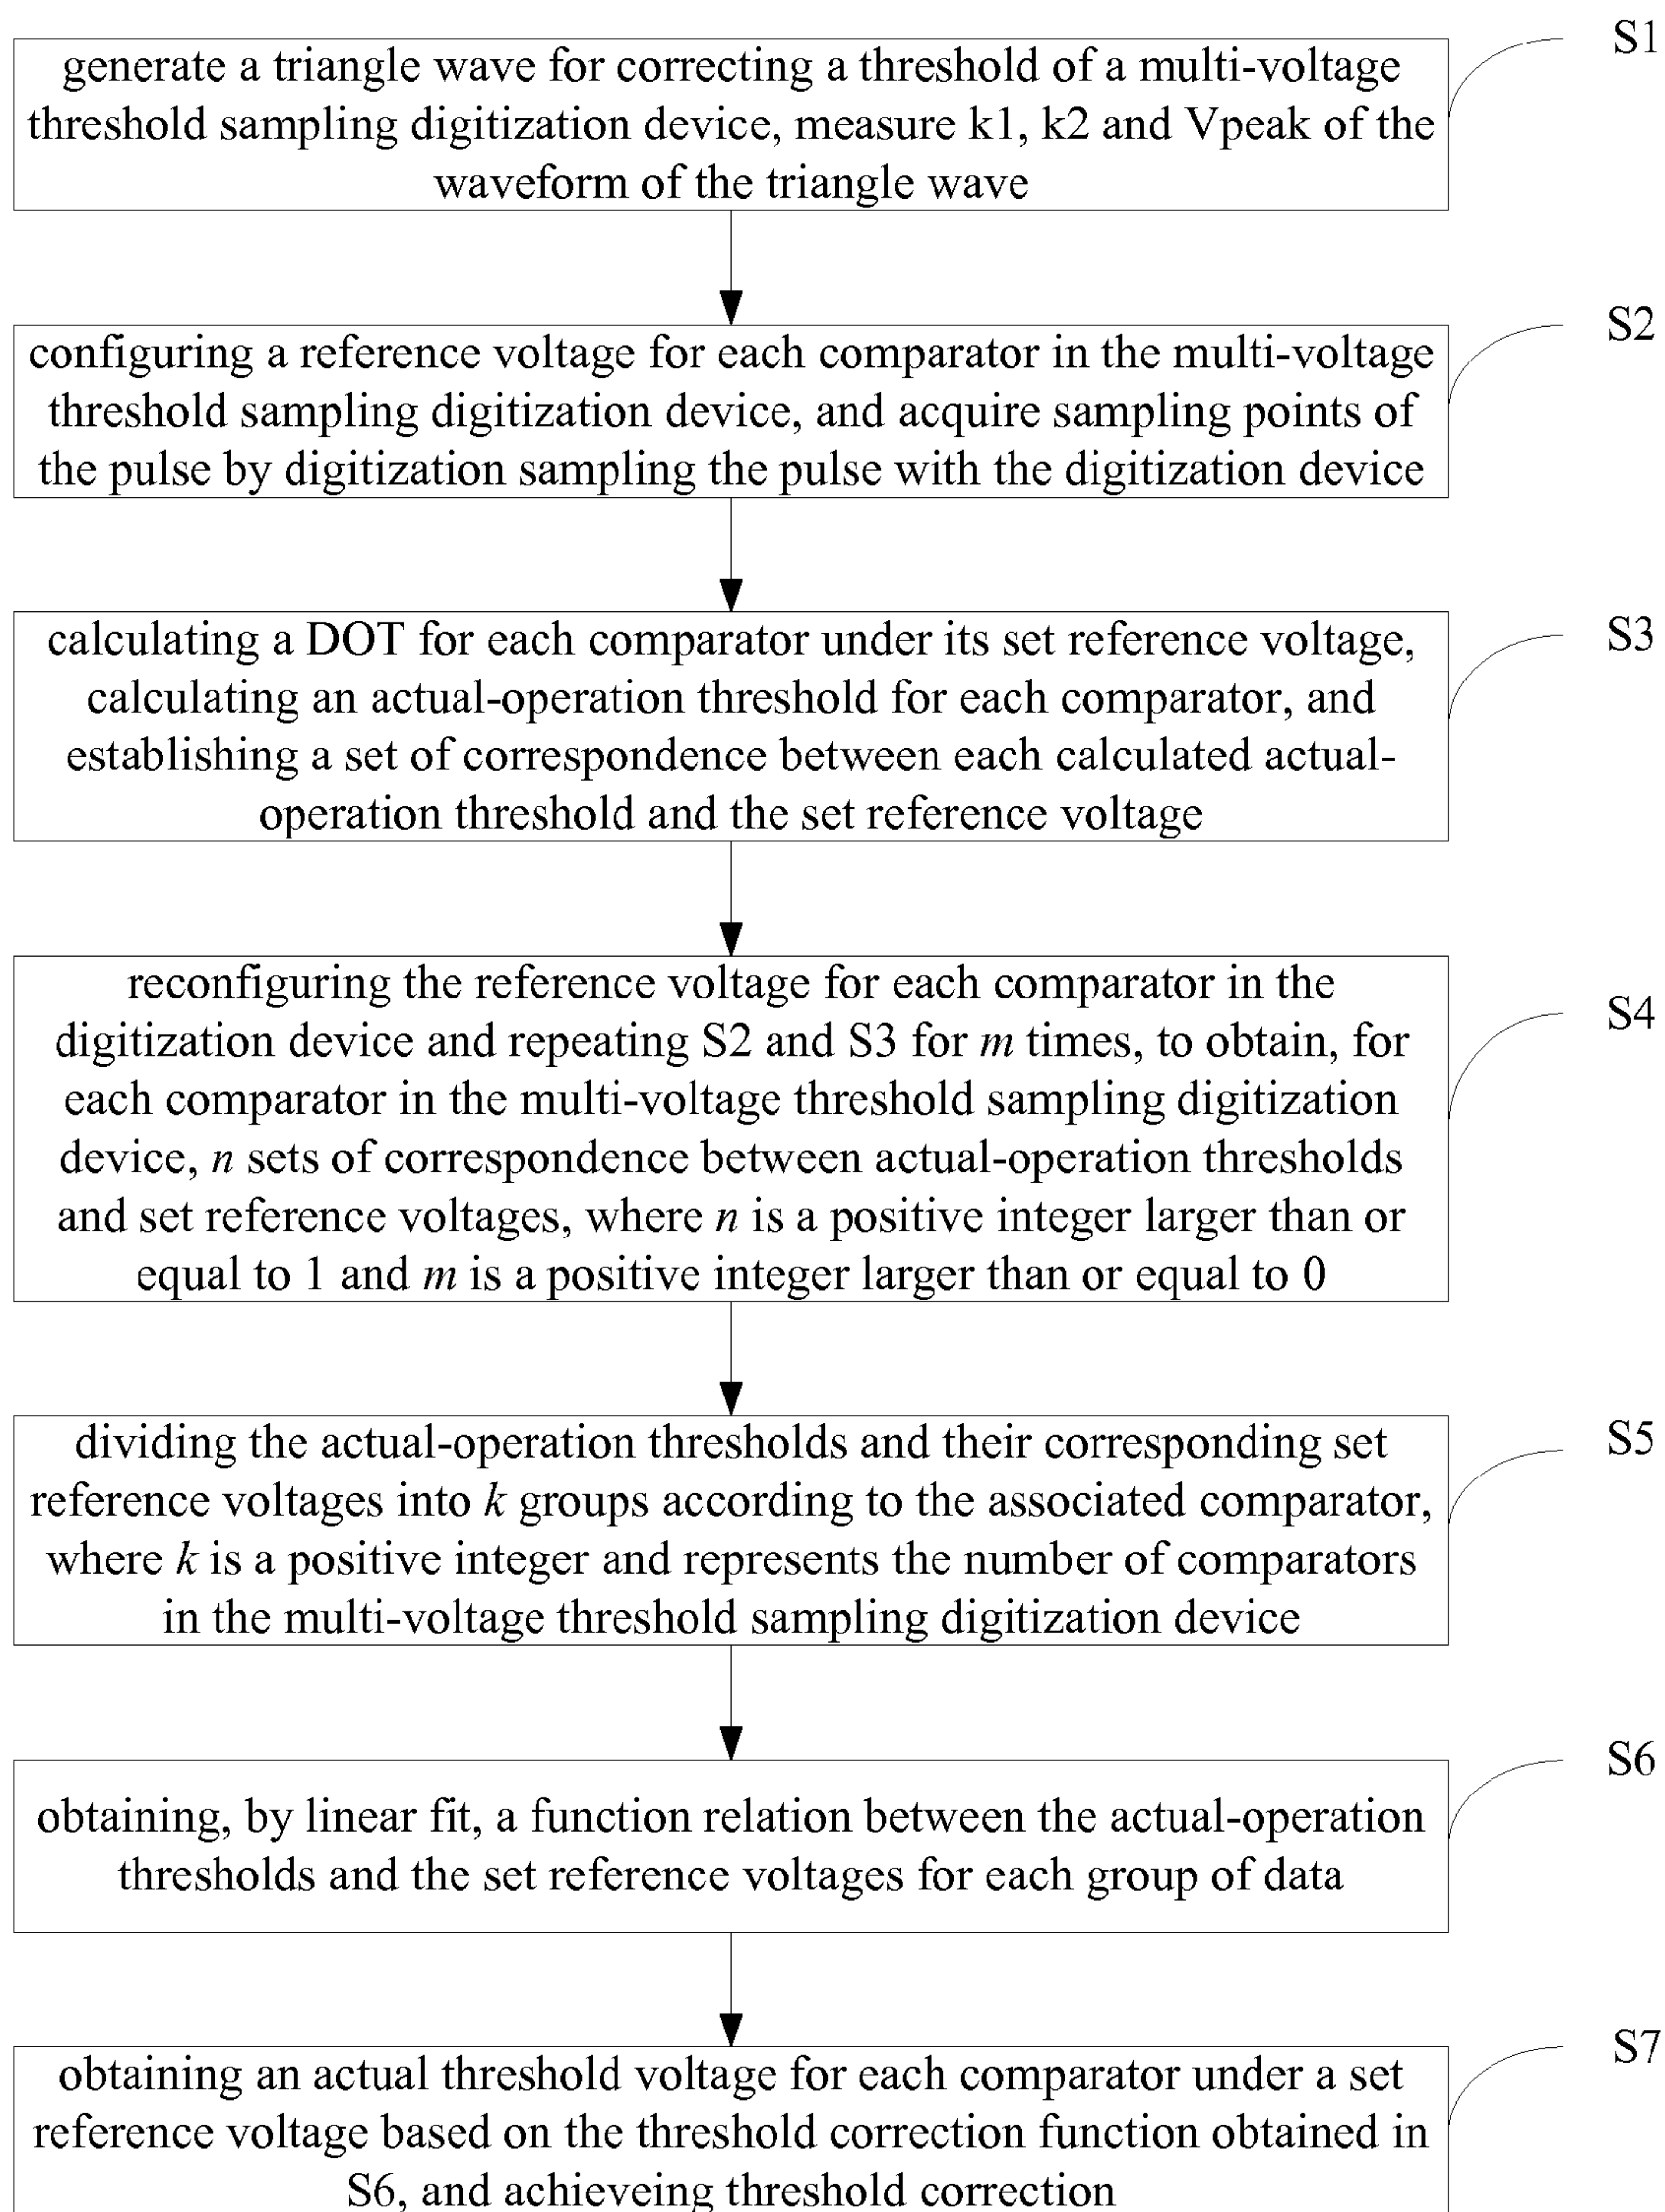 S1
generate a triangle wave for correcting a threshold of a multi-voltage
threshold sampling digitization device, measure k1, k2 and Vpeak of the
waveform of the triangle wave
S2
configuring a reference voltage for each comparator in the multi-voltage
threshold sampling digitization device, and acquire sampling points of
the pulse by digitization sampling the pulse with the digitization device
S3
calculating a DOT for each comparator under its set reference voltage,
calculating an actual-operation threshold for each comparator, and
establishing a set of correspondence between each calculated actual-
operation threshold and the set reference voltage
S4
reconfiguring the reference voltage for each comparator in the
digitization device and repeating S2 and S3 for m times, to obtain, for
each comparator in the multi-voltage threshold sampling digitization
device, n sets of correspondence between actual-operation thresholds
and set reference voltages, where n is a positive integer larger than or
equal to 1 and m is a positive integer larger than or equal to 0
S5
dividing the actual-operation thresholds and their corresponding set
reference voltages into k groups according to the associated comparator,
where k is a positive integer and represents the number of comparators
in the multi-voltage threshold sampling digitization device
S6
obtaining, by linear fit, a function relation between the actual-operation
thresholds and the set reference voltages for each group of data
S7
obtaining an actual threshold voltage for each comparator under a set
reference voltage based on the threshold correction function obtained in
S6, and achieveing threshold correction